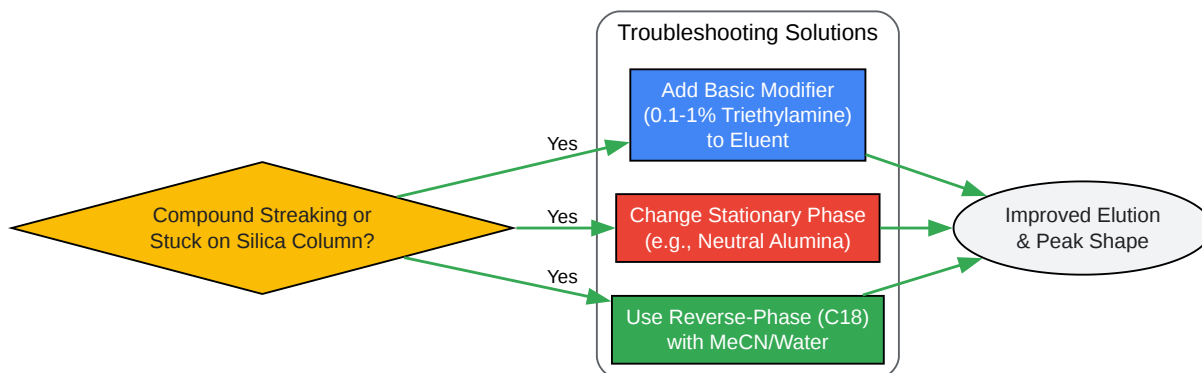 Troubleshooting Solutions
Add Basic Modifier
(0.1-1% Triethylamine)
to Eluent
Yes
Compound Streaking or
Stuck on Silica Column?
Yes
Change Stationary Phase
(e.g., Neutral Alumina)
Improved Elution
& Peak Shape
Yes
Use Reverse-Phase (C18)
with MeCN/Water